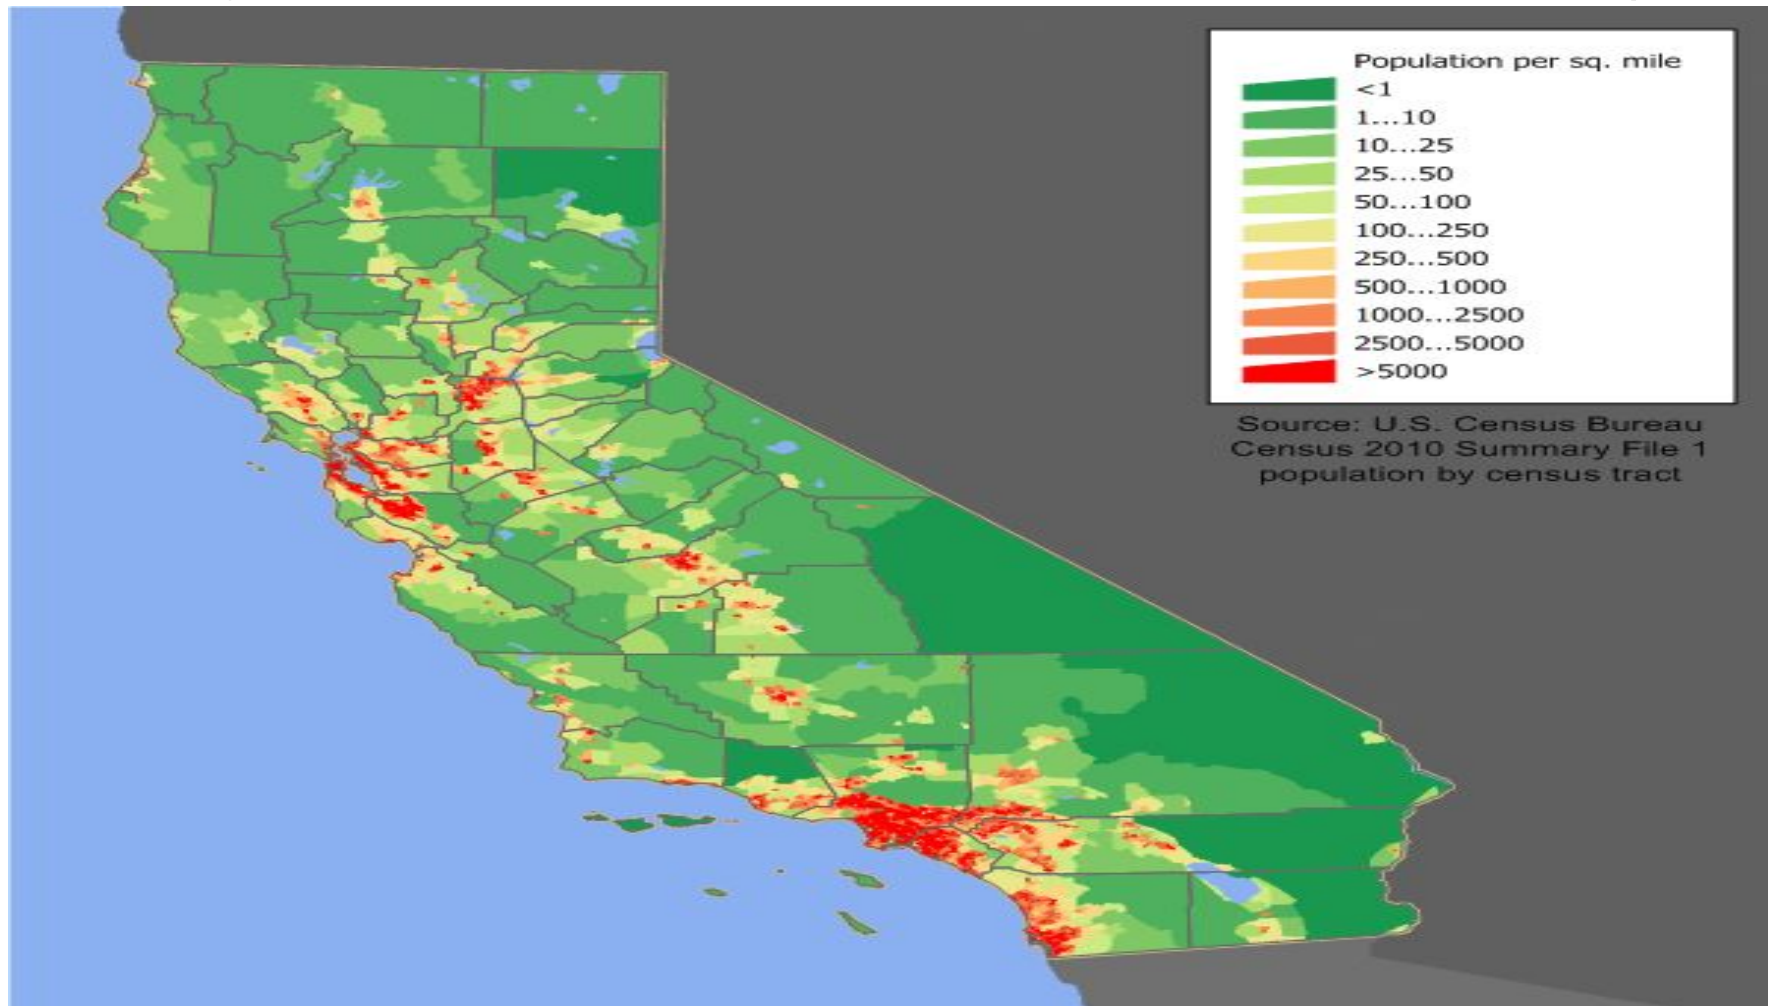 Population per sq. mile
<1
1...10
10...25
25...50
50...100
100...250
250...500
500...1000
1000...2500
2500...5000
>5000
Source: U.S. Census Bureau
Census 2010 Summary File 1
population by census tract